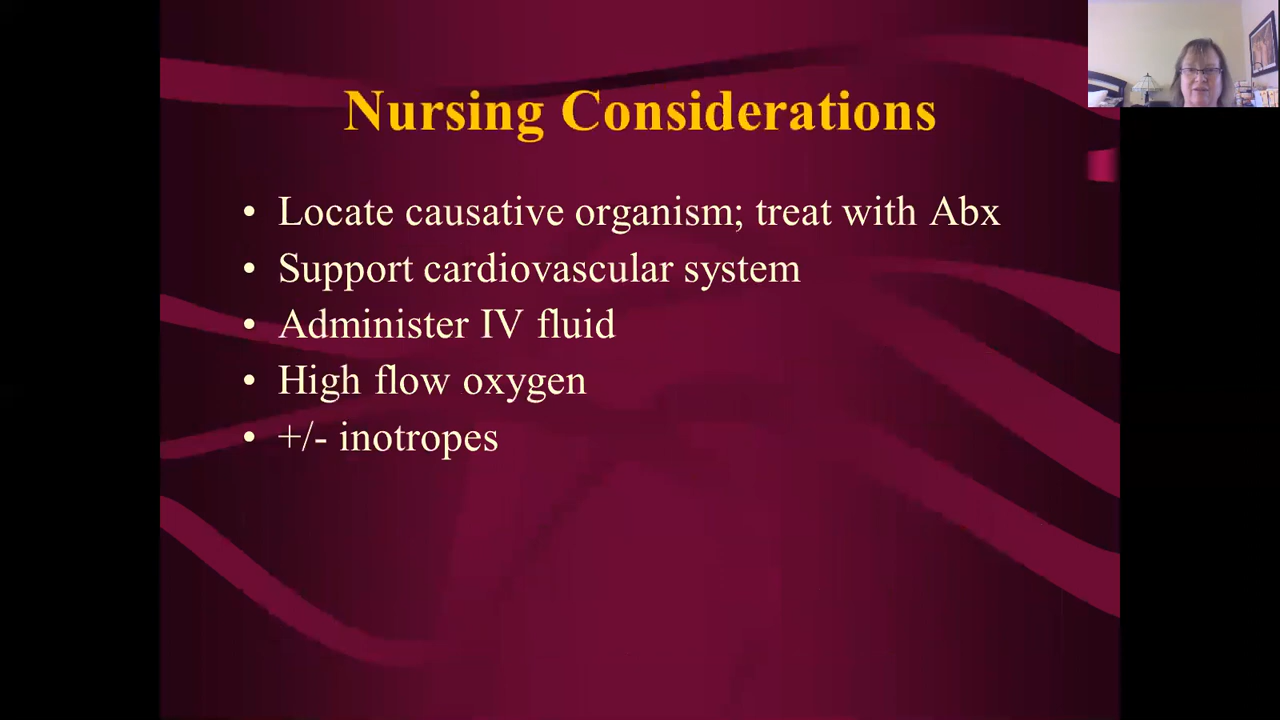 Nursing Considerations
• Locate causative organism; treat with Abx
• Support cardiovascular system
• Administer IV fluid
• High flow oxygen
• +/- inotropes